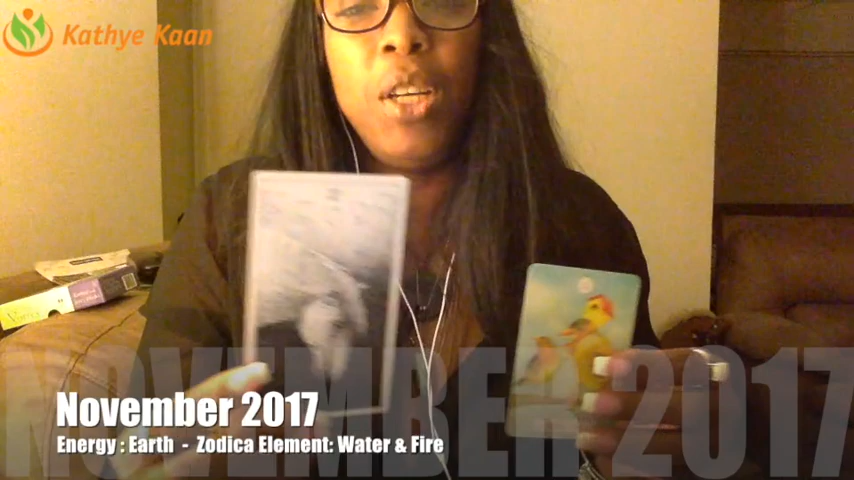 Kathye Kaan
NOVEMBER 2017
November 2017
Energy : Earth - Zodica Element: Water & Fire